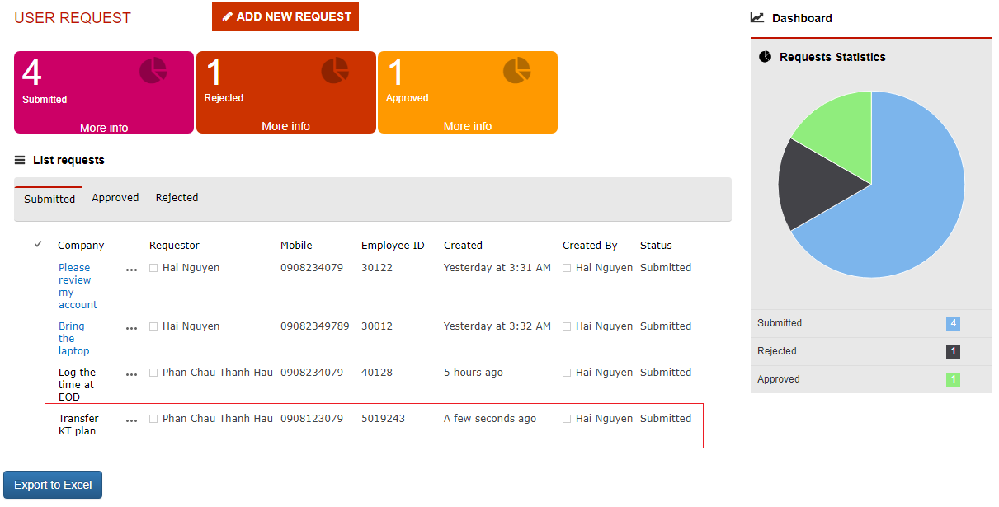 USER REQUEST
ADD NEW REQUEST
4
Submitted
More info
1
Rejected
More info
1
Approved
More info
List requests
Submitted Approved Rejected
Company Requestor Mobile Employee ID Created Created By Status
Please ... Hai Nguyen 0908234079 30122 Yesterday at 3:31 AM Hai Nguyen Submitted
review
my
account
Bring ... Hai Nguyen 09082349789 30012 Yesterday at 3:32 AM Hai Nguyen Submitted
the
laptop
Log the ... Phan Chau Thanh Hau 0908234079 40128 5 hours ago Hai Nguyen Submitted
time at
EOD
Transfer ... Phan Chau Thanh Hau 0908123079 5019243 A few seconds ago Hai Nguyen Submitted
KT plan
Export to Excel
Dashboard
Requests Statistics
Submitted 4
Rejected 1
Approved 1